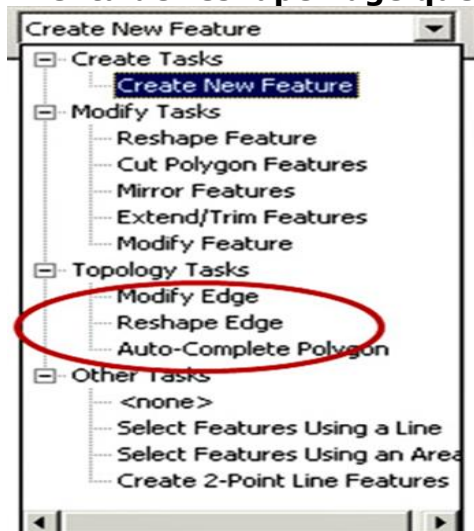 Create New Feature
Create Tasks
Create New Feature
Modify Tasks
Reshape Feature
Cut Polygon Features
Mirror Features
Extend/Trim Features
Modify Feature
Topology Tasks
Modify Edge
Reshape Edge
Auto-Complete Polygon
Other Tasks
<none>
Select Features Using a Line
Select Features Using an Area
Create 2-Point Line Features